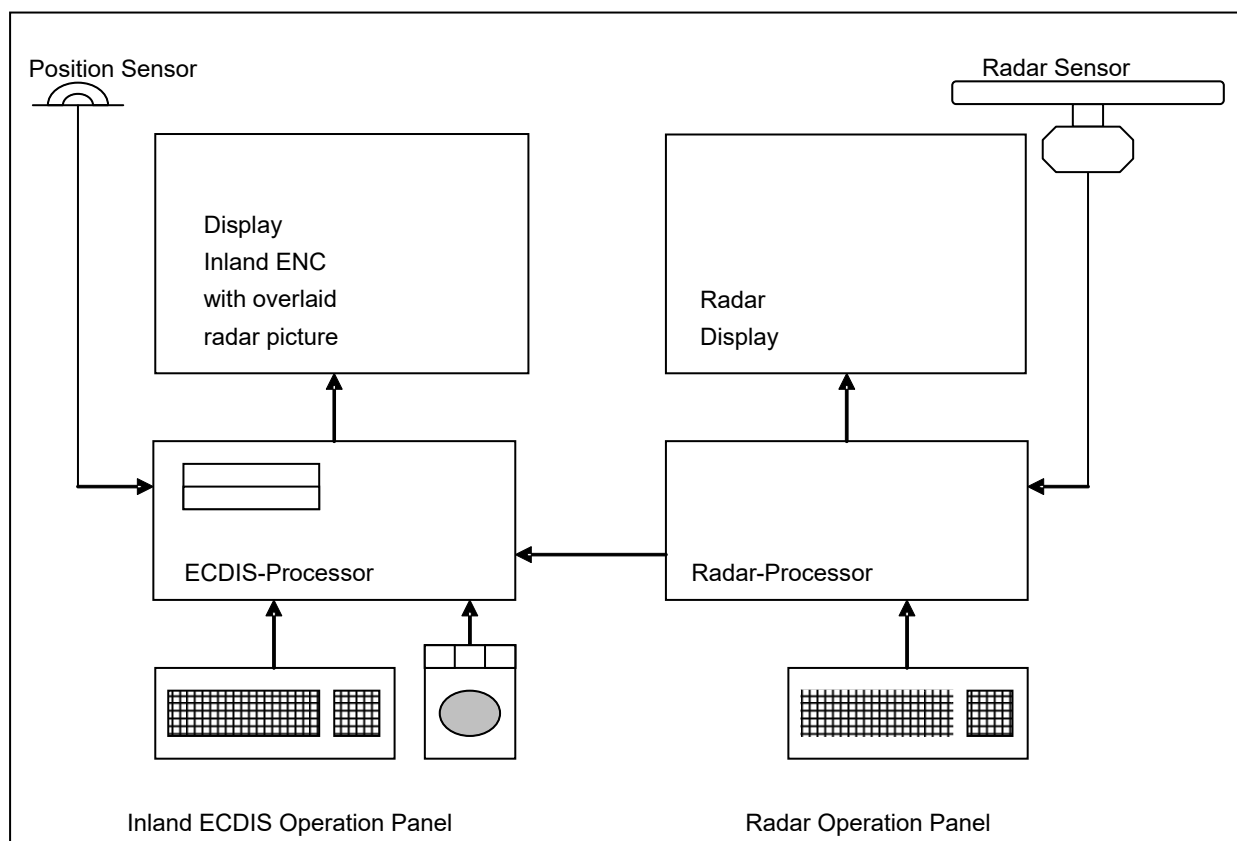 Position Sensor
Radar Sensor
Display
Inland ENC
with overlaid
radar picture
Radar
Display
ECDIS-Processor
Radar-Processor
Inland ECDIS Operation Panel
Radar Operation Panel